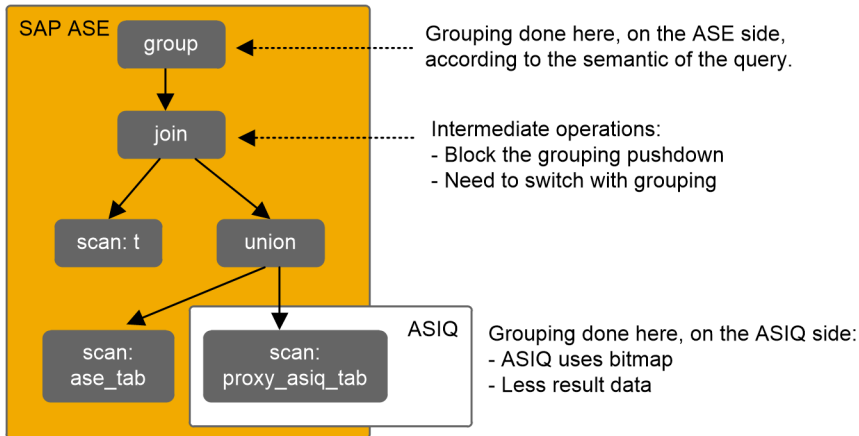 SAP ASE
group
Grouping done here, on the ASE side,
according to the semantic of the query.
join
Intermediate operations:
- Block the grouping pushdown
- Need to switch with grouping
scan: t
union
ASIQ
scan:
ase_tab
scan:
proxy_asiq_tab
Grouping done here, on the ASIQ side:
- ASIQ uses bitmap
- Less result data